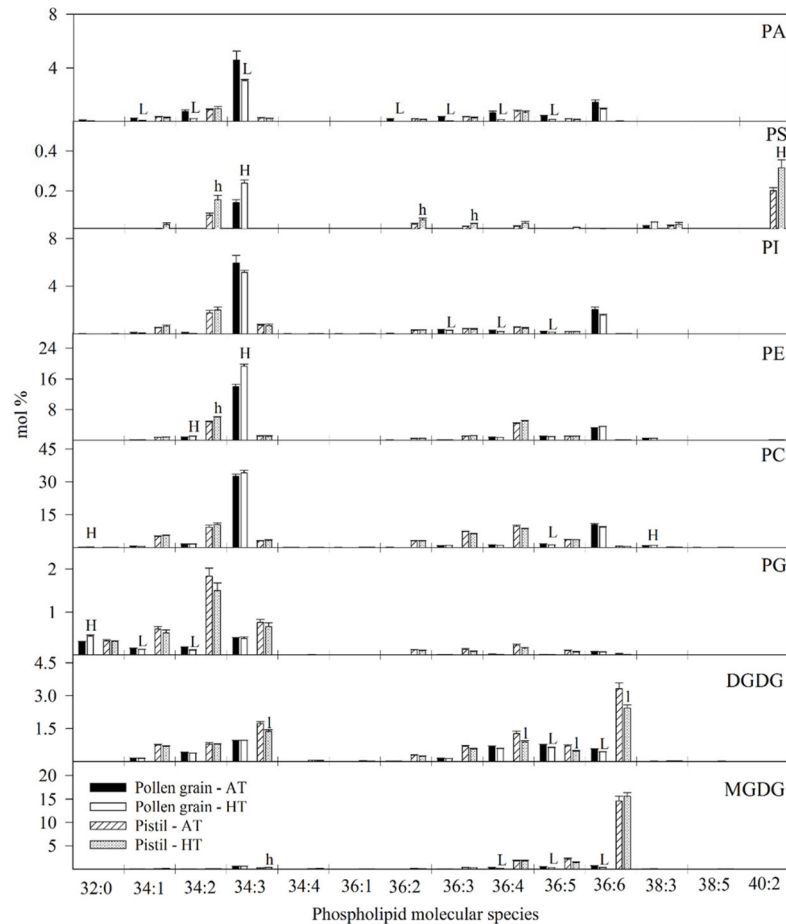 8
PA
4
L
L
L
L
L
L
L
PS
0.4
0.2
h
H
h
h
H
8
PI
4
L
L
L
24
PE
16
8
H
h
H
45
PC
30
15
H
L
H
PG
2
1
H
L
L
4.5
DGDG
3.0
1.5
l
l
L
l
L
l
20
MGDG
15
10
5
Pollen grain - AT
Pollen grain - HT
Pistil - AT
Pistil - HT
h
L
L
L
mol %
32:0 34:1 34:2 34:3 34:4 36:1 36:2 36:3 36:4 36:5 36:6 38:3 38:5 40:2
Phospholipid molecular species